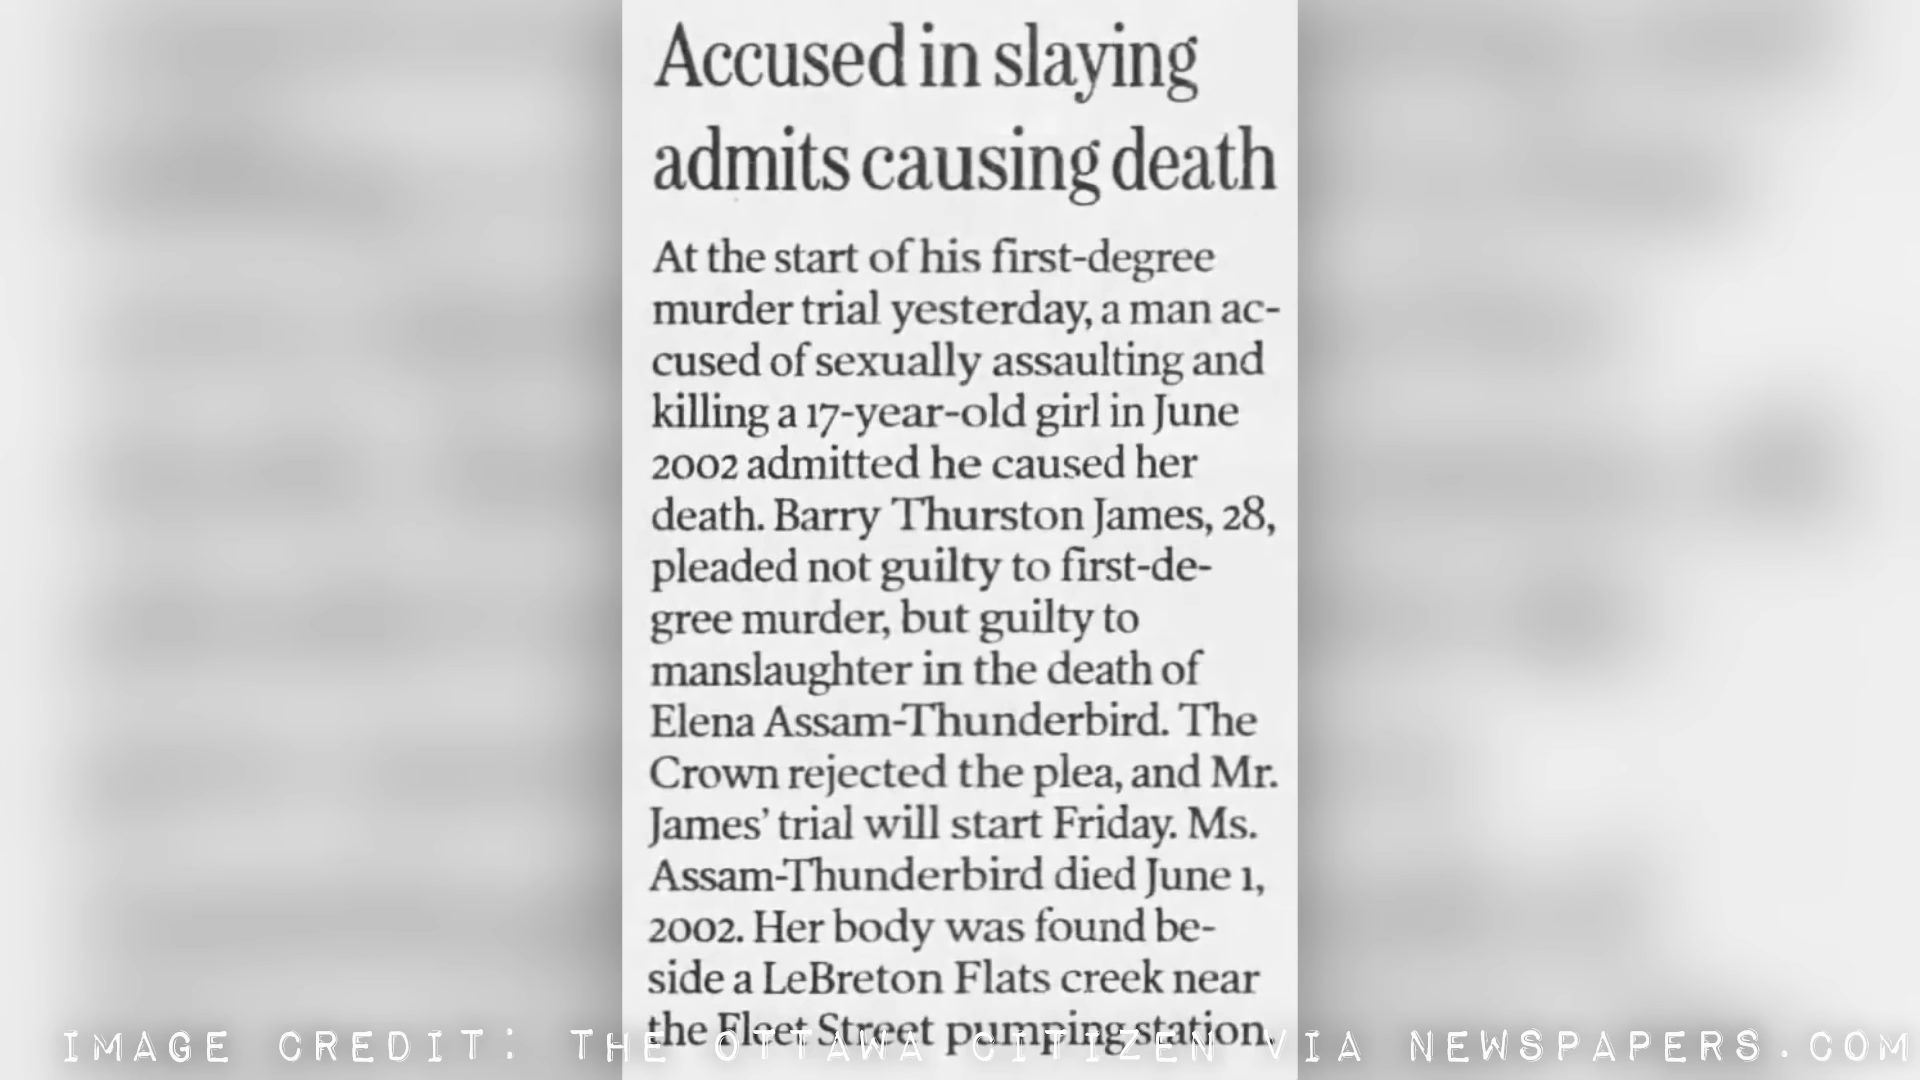 Accused in slaying
admits causing death
At the start of his first-degree
murder trial yesterday, a man ac-
cused of sexually assaulting and
killing a 17-year-old girl in June
2002 admitted he caused her
death. Barry Thurston James, 28,
pleaded not guilty to first-de-
gree murder, but guilty to
manslaughter in the death of
Elena Assam-Thunderbird. The
Crown rejected the plea, and Mr.
James’ trial will start Friday. Ms.
Assam-Thunderbird died June 1,
2002. Her body was found be-
side a LeBreton Flats creek near
the Fleet Street pumping station.
IMAGE CREDIT: THE OTTAWA CITIZEN VIA NEWSPAPERS.COM